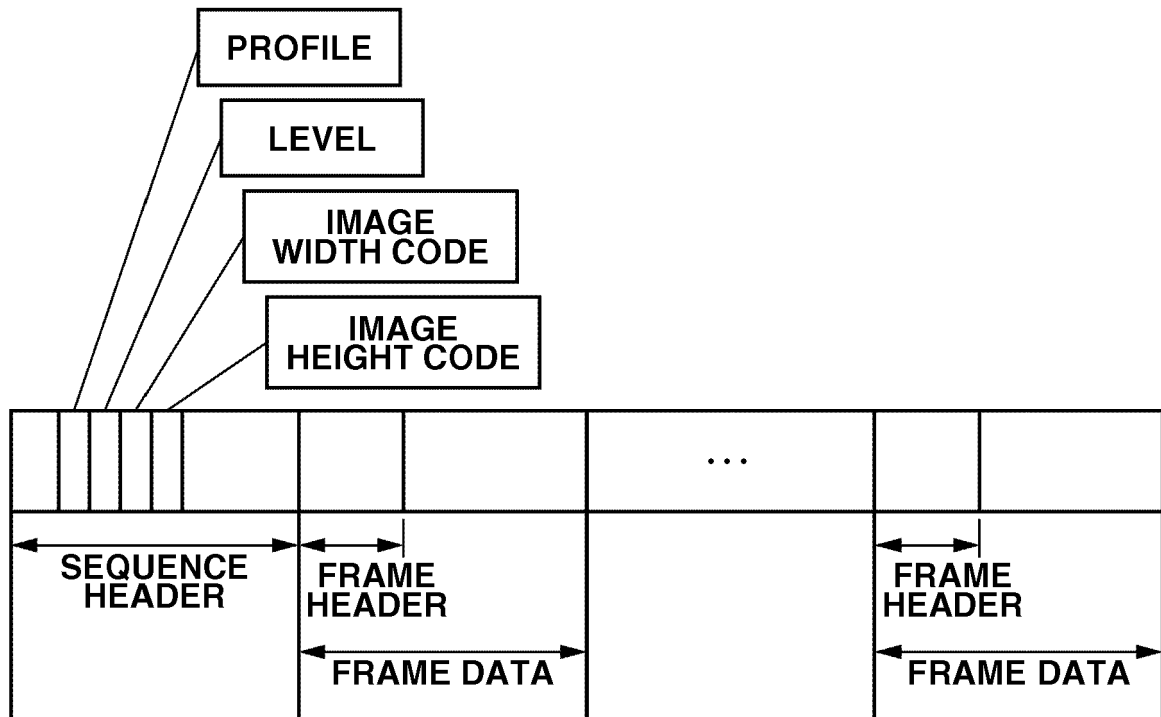 PROFILE
LEVEL
IMAGE
WIDTH CODE
IMAGE
HEIGHT CODE
...
SEQUENCE
HEADER
FRAME
HEADER
FRAME
HEADER
FRAME DATA
FRAME DATA